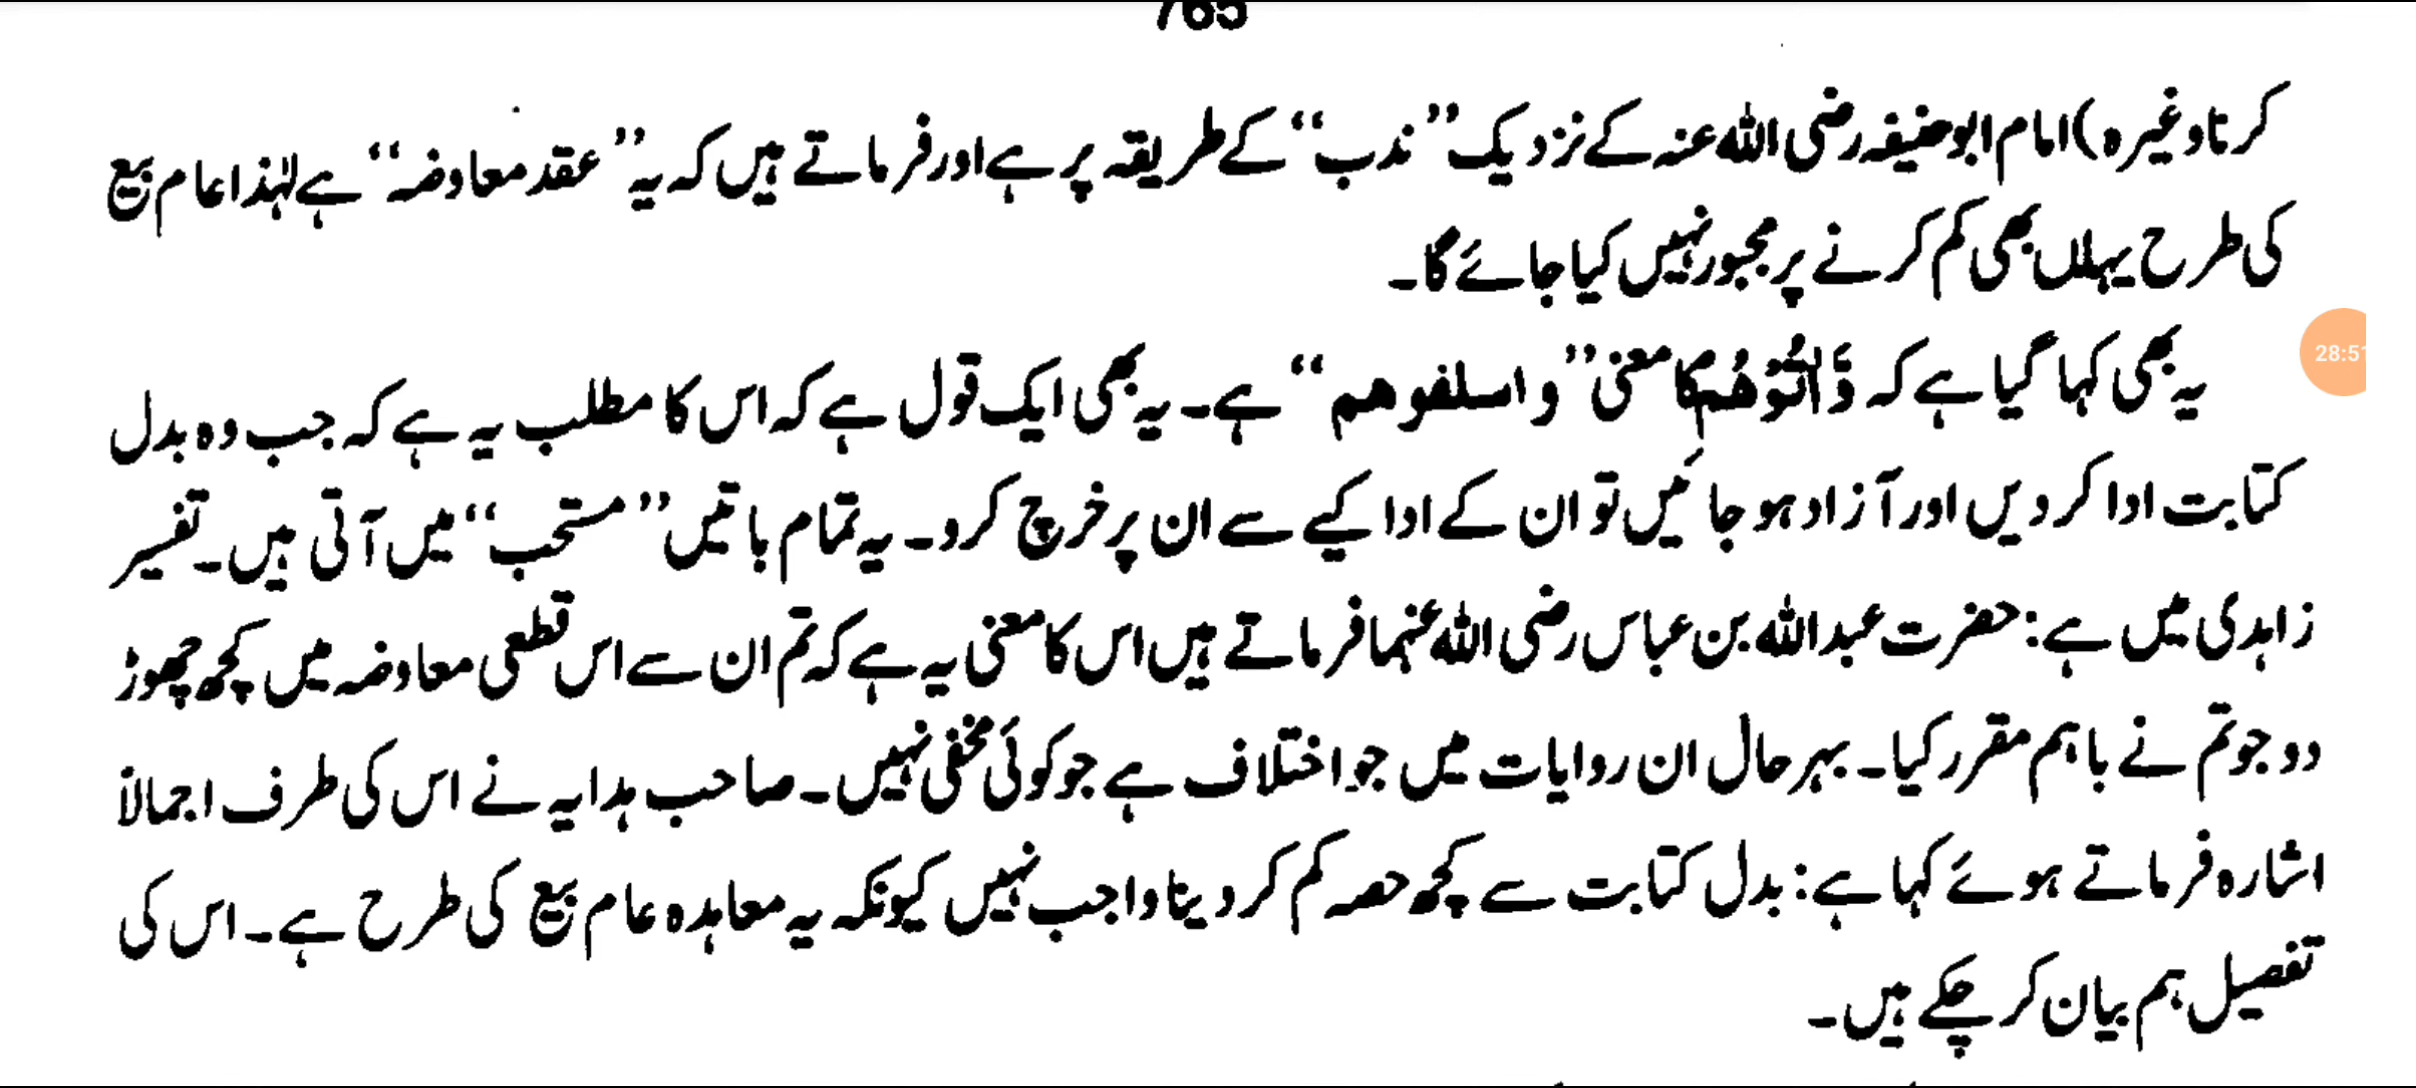 765
کرنا وغیرہ) امام ابوحنیفہ رضی اللہ عنہ کے نزدیک ”ندب“ کے طریقہ پر ہے اور فرماتے ہیں کہ یہ ”عقد معاوضہ“ ہے لہٰذا عام بیع
کی طرح یہاں بھی کم کرنے پر مجبور نہیں کیا جائے گا۔
یہ بھی کہا گیا ہے کہ وَّاٰتُوْهُمْ کا معنی ”واسلفوهم“ ہے۔ یہ بھی ایک قول ہے کہ اس کا مطلب یہ ہے کہ جب وہ بدل
کتابت ادا کر دیں اور آزاد ہو جائیں تو ان کے ادا کیے سے ان پر خرچ کرو۔ یہ تمام باتیں ”مستحب“ میں آتی ہیں۔ تفسیر
زاہدی میں ہے: حضرت عبداللہ بن عباس رضی اللہ عنہما فرماتے ہیں اس کا معنی یہ ہے کہ تم ان سے اس قطعی معاوضہ میں کچھ چھوڑ
دو جو تم نے باہم مقرر کیا۔ بہر حال ان روایات میں جو اختلاف ہے جو کوئی مخفی نہیں۔ صاحب ہدایہ نے اس کی طرف اجمالاً
اشارہ فرماتے ہوئے کہا ہے: بدل کتابت سے کچھ حصہ کم کر دینا واجب نہیں کیونکہ یہ معاہدہ عام بیع کی طرح ہے۔ اس کی
تفصیل ہم بیان کر چکے ہیں۔
28:51